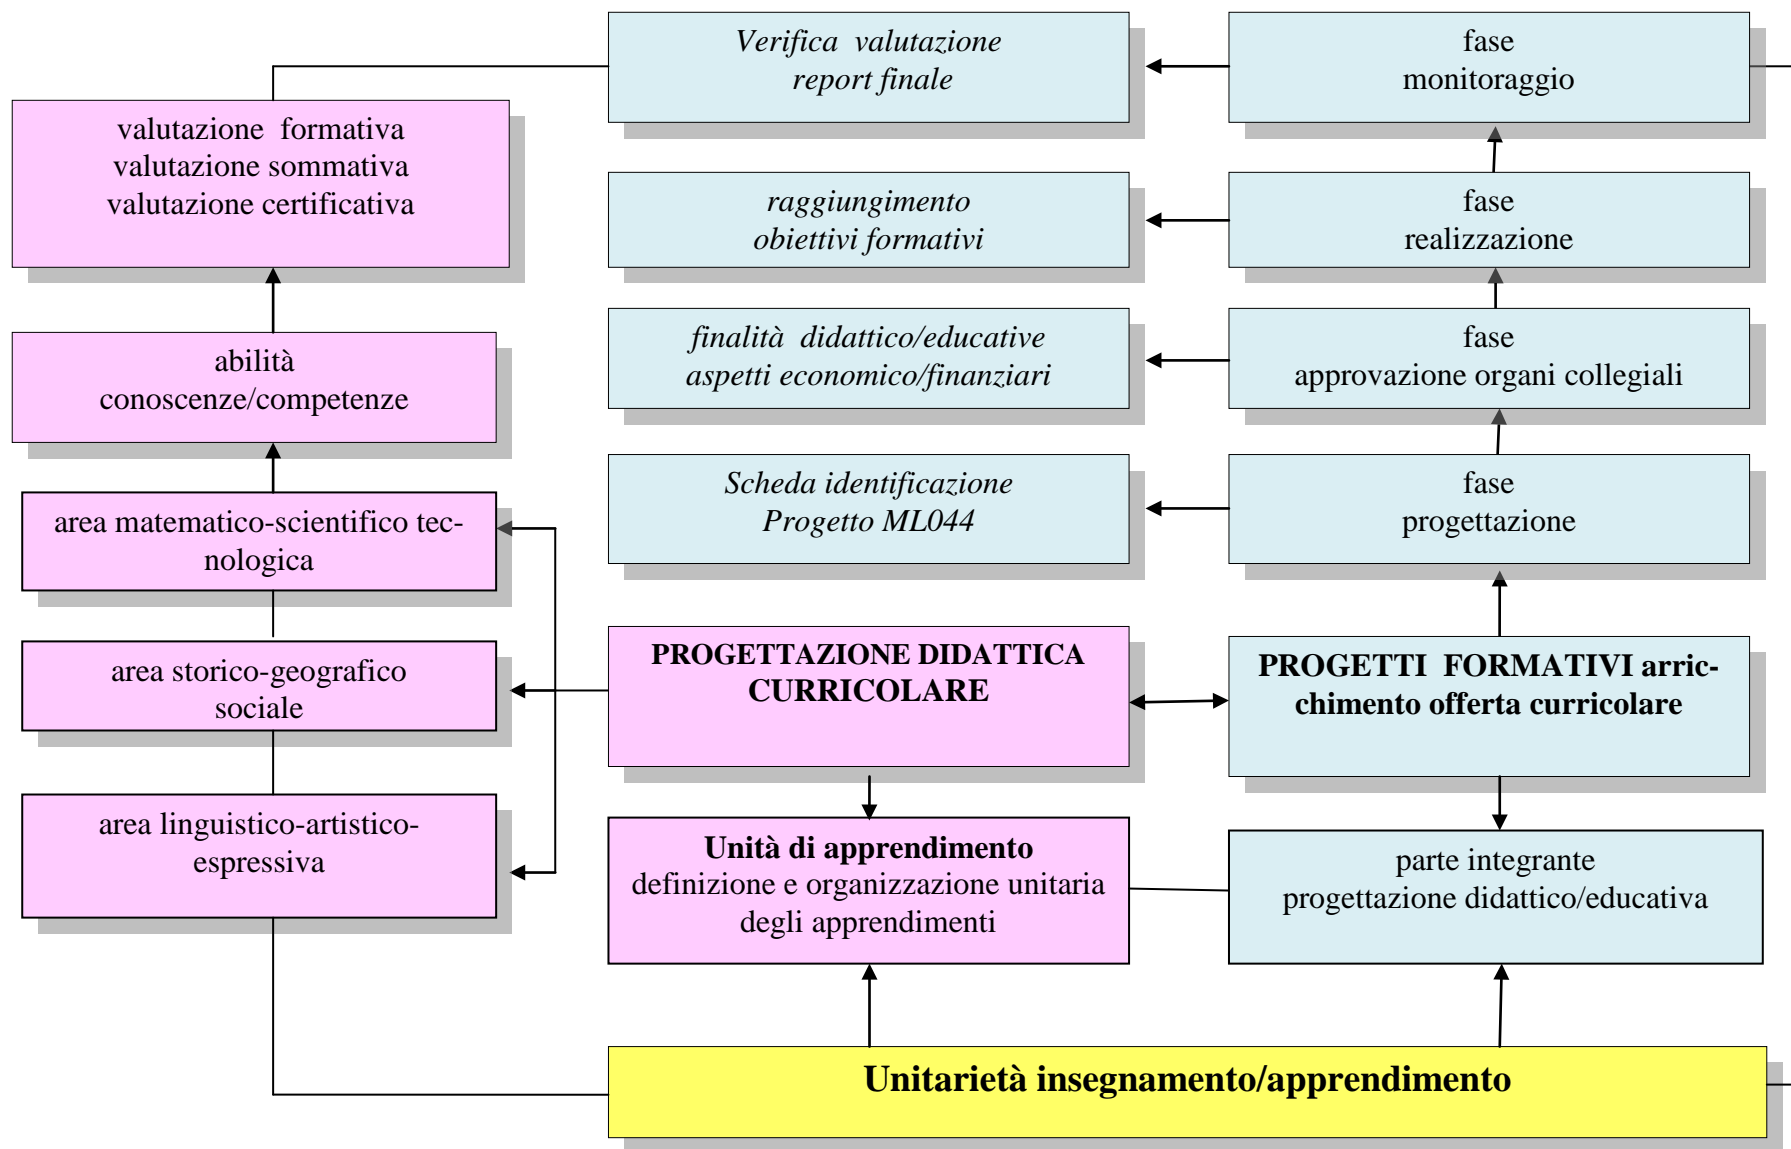 Verifica valutazione
report finale
fase
monitoraggio
valutazione formativa
valutazione sommativa
valutazione certificativa
raggiungimento
obiettivi formativi
fase
realizzazione
abilità
conoscenze/competenze
finalità didattico/educative
aspetti economico/finanziari
fase
approvazione organi collegiali
area matematico-scientifico tec-
nologica
Scheda identificazione
Progetto ML044
fase
progettazione
area storico-geografico
sociale
PROGETTAZIONE DIDATTICA
CURRICOLARE
PROGETTI FORMATIVI arric-
chimento offerta curricolare
area linguistico-artistico-
espressiva
Unità di apprendimento
definizione e organizzazione unitaria
degli apprendimenti
parte integrante
progettazione didattico/educativa
Unitarietà insegnamento/apprendimento